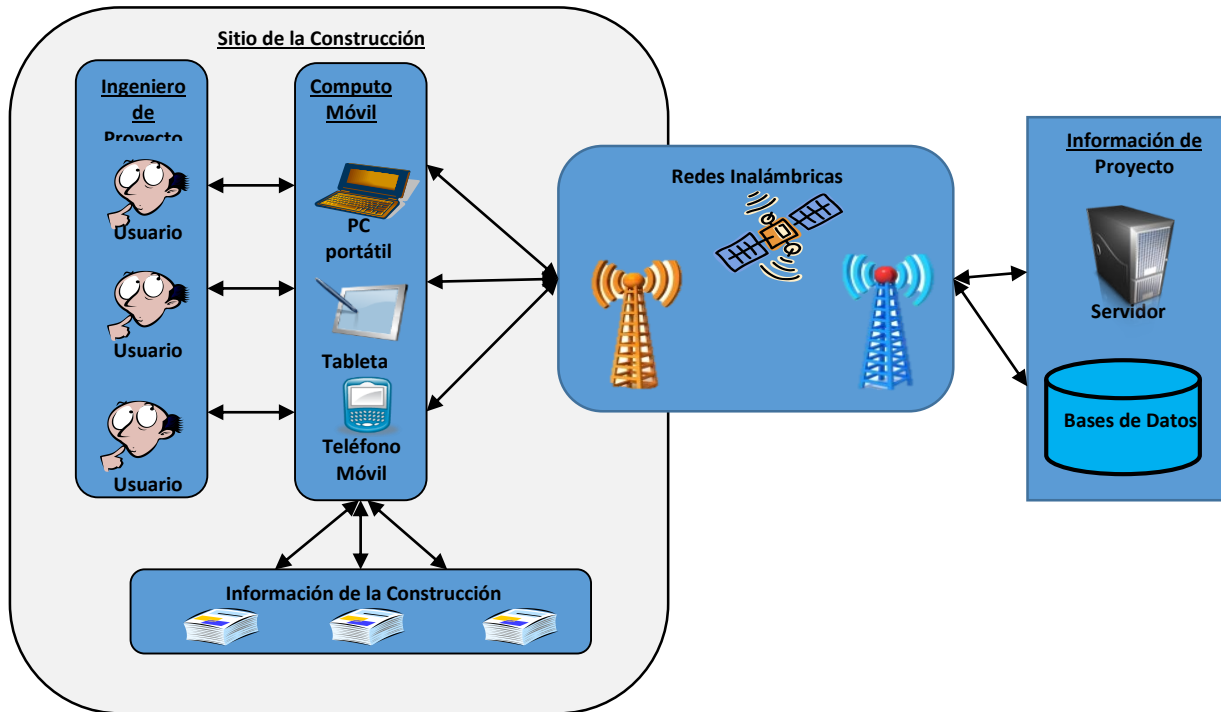 Sitio de la Construcción
Ingeniero
de
Proyecto
Usuario
Usuario
Usuario
Computo
Móvil
PC
portátil
Tableta
Teléfono
Móvil
Información de la Construcción
Redes Inalámbricas
Información de
Proyecto
Servidor
Bases de Datos